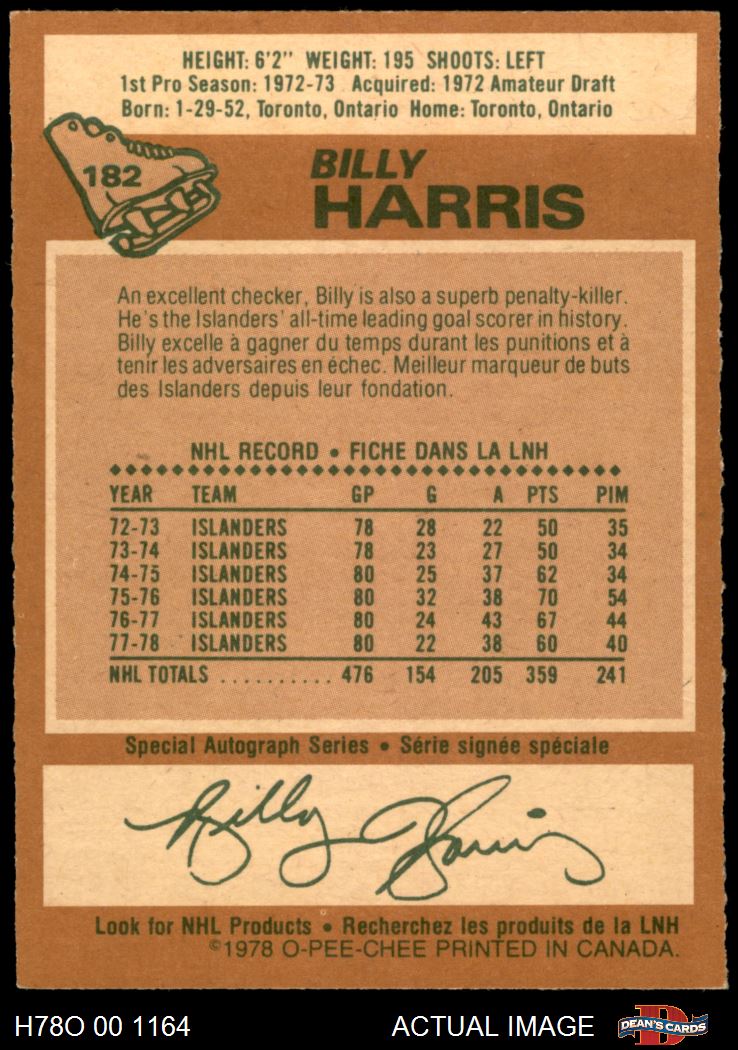 HEIGHT: 6'2" WEIGHT: 195 SHOOTS: LEFT
1st Pro Season: 1972-73 Acquired: 1972 Amateur Draft
Born: 1-29-52, Toronto, Ontario Home: Toronto, Ontario
182
BILLY
HARRIS
An excellent checker, Billy is also a superb penalty-killer.
He's the Islanders' all-time leading goal scorer in history.
Billy excelle à gagner du temps durant les punitions et à
tenir les adversaires en échec. Meilleur marqueur de buts
des Islanders depuis leur fondation.
NHL RECORD • FICHE DANS LA LNH
YEAR TEAM GP G A PTS PIM
72-73 ISLANDERS 78 28 22 50 35
73-74 ISLANDERS 78 23 27 50 34
74-75 ISLANDERS 80 25 37 62 34
75-76 ISLANDERS 80 32 38 70 54
76-77 ISLANDERS 80 24 43 67 44
77-78 ISLANDERS 80 22 38 60 40
NHL TOTALS .......... 476 154 205 359 241
Special Autograph Series • Série signée spéciale
Billy Harris
Look for NHL Products • Recherchez les produits de la LNH
©1978 O-PEE-CHEE PRINTED IN CANADA.
H78O 00 1164 ACTUAL IMAGE D DEAN'S CARDS